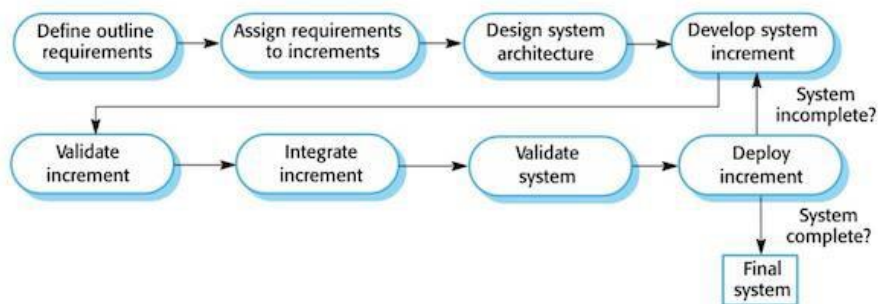 Define outline
requirements
Assign requirements
to increments
Design system
architecture
Develop system
increment
System
incomplete?
Validate
increment
Integrate
increment
Validate
system
Deploy
increment
System
complete?
Final
system